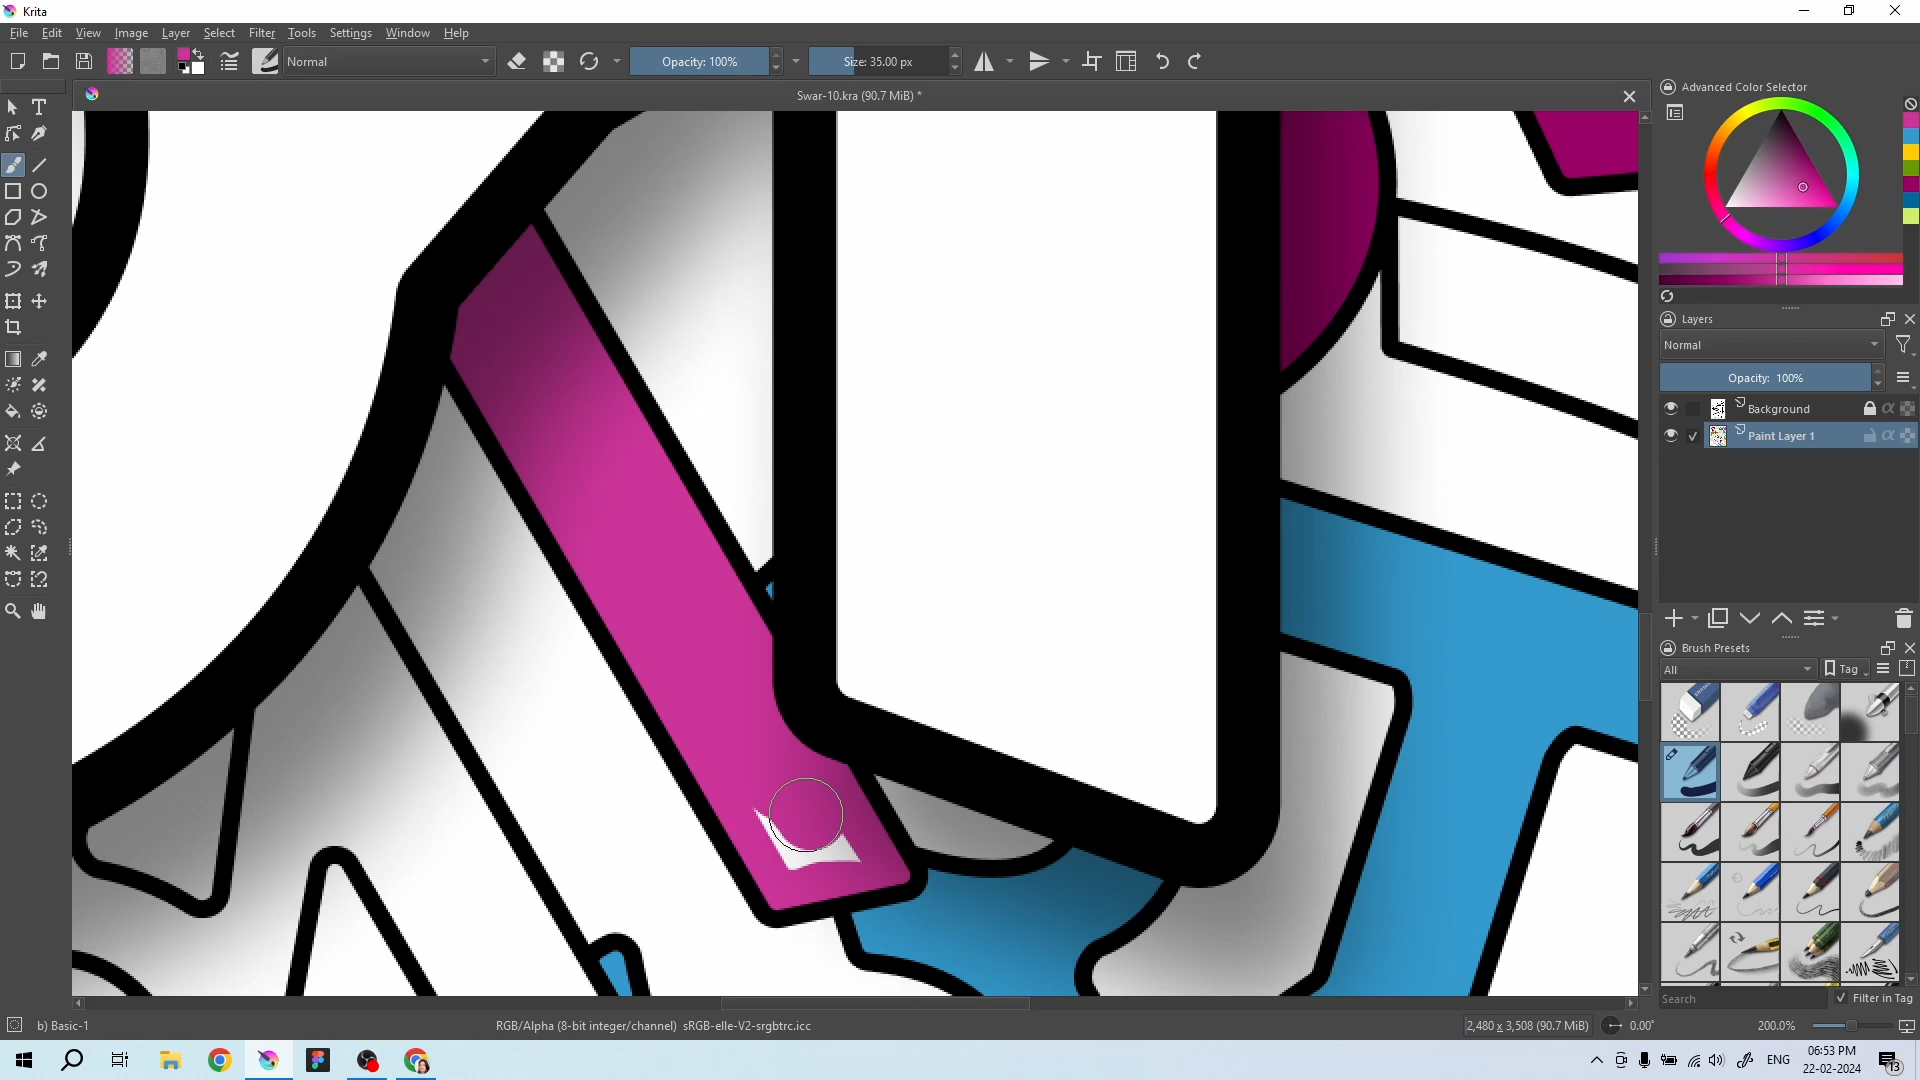 Krita
File Edit View Image Layer Select Filter Tools Settings Window Help
Normal
Opacity: 100%
Size: 35.00 px
Swar-10.kra (90.7 MiB) *
Advanced Color Selector
Layers
Normal
Opacity: 100%
Background
Paint Layer 1
Brush Presets
All
Tag
Search
Filter in Tag
b) Basic-1
RGB/Alpha (8-bit integer/channel) sRGB-elle-V2-srgbtrc.icc
2,480 x 3,508 (90.7 MiB)
0.00°
200.0%
ENG
06:53 PM
22-02-2024
13